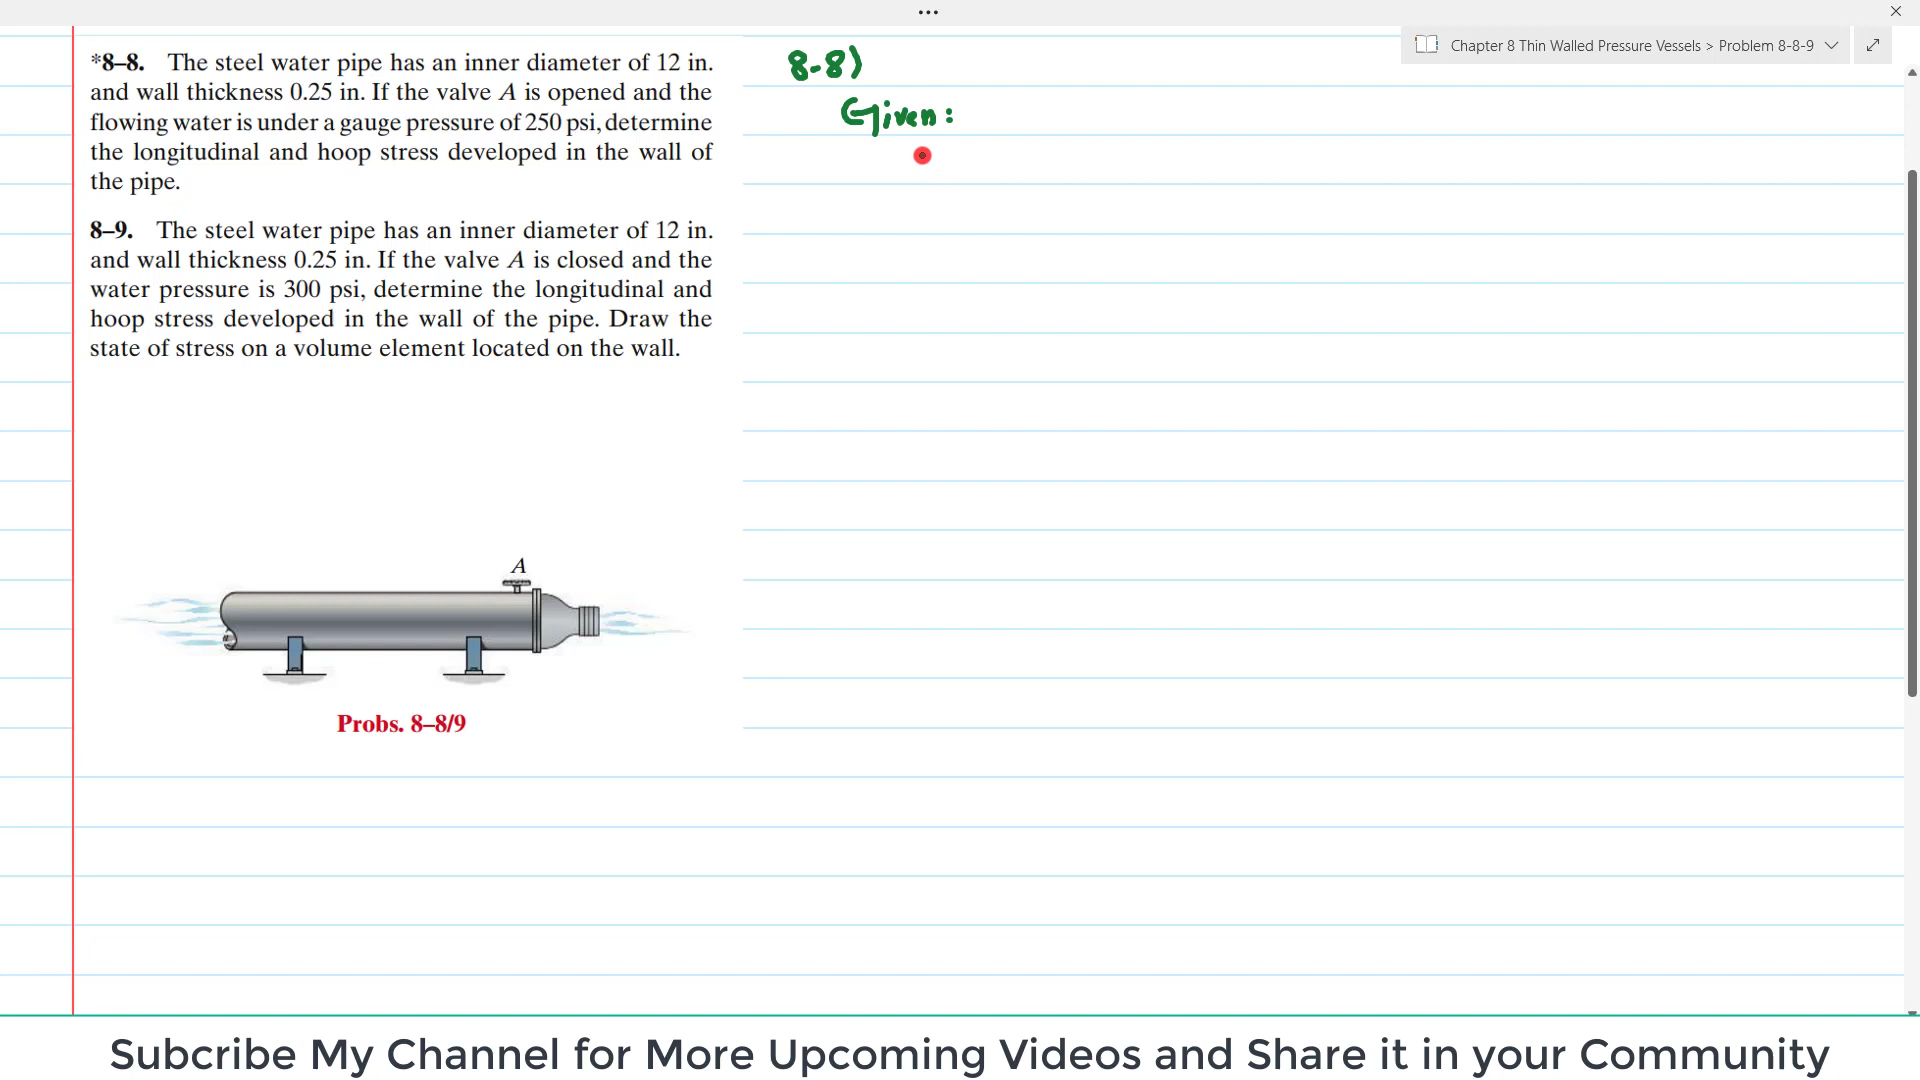 ...
Chapter 8 Thin Walled Pressure Vessels > Problem 8-8-9
*8–8. The steel water pipe has an inner diameter of 12 in.
and wall thickness 0.25 in. If the valve A is opened and the
flowing water is under a gauge pressure of 250 psi, determine
the longitudinal and hoop stress developed in the wall of
the pipe.
8–9. The steel water pipe has an inner diameter of 12 in.
and wall thickness 0.25 in. If the valve A is closed and the
water pressure is 300 psi, determine the longitudinal and
hoop stress developed in the wall of the pipe. Draw the
state of stress on a volume element located on the wall.
A
Probs. 8–8/9
8-8)
Given:
Subcribe My Channel for More Upcoming Videos and Share it in your Community